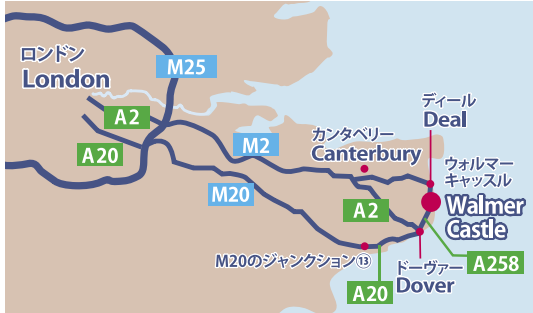 ロンドン
London
M25
A2
A20
M2
M20
カンタベリー
Canterbury
ディール
Deal
ウォルマー
キャッスル
Walmer
Castle
A2
M20のジャンクション⑬
A20
ドーヴァー
Dover
A258